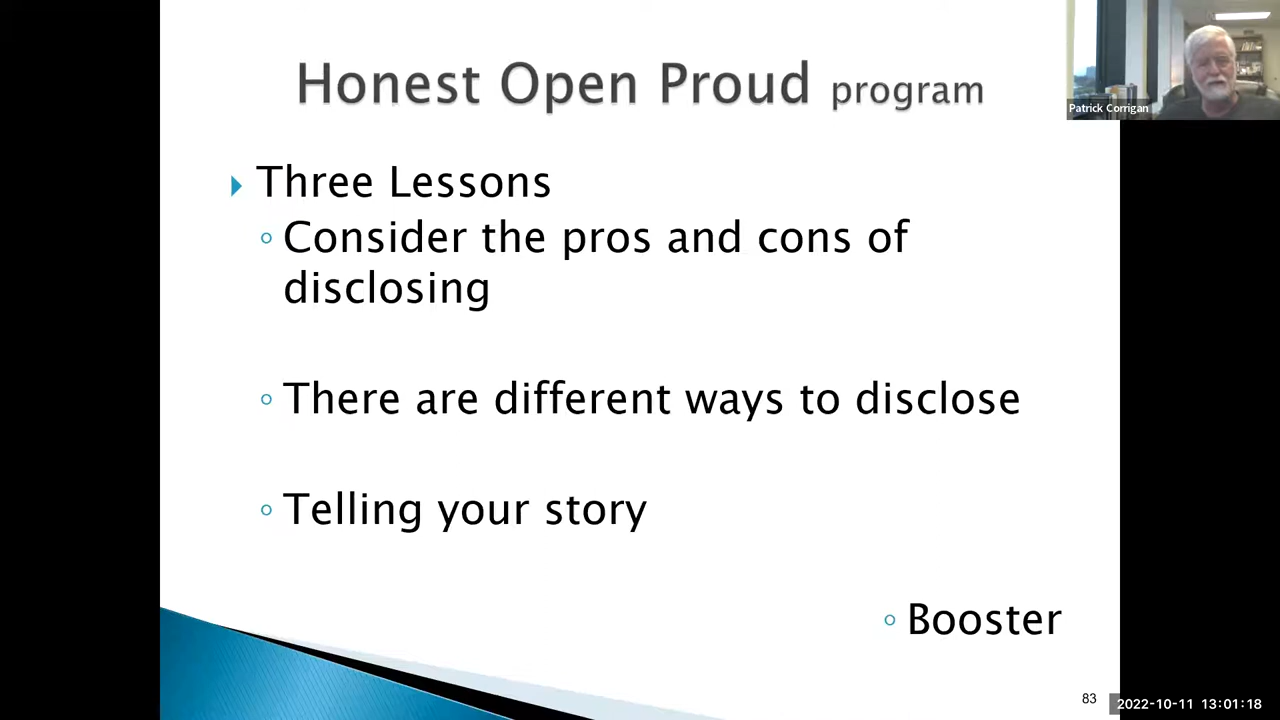 Honest Open Proud program
Patrick Corrigan
Three Lessons
Consider the pros and cons of
disclosing
There are different ways to disclose
Telling your story
Booster
83
2022-10-11 13:01:18